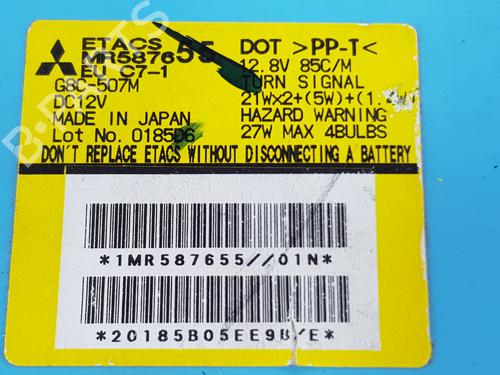 ETACS
MR587655
EU C7-1
G8C-507M
DC12V
MADE IN JAPAN
Lot No. 018506
DOT >PP-T<
12.8V 85C/M
TURN SIGNAL
21W×2+(5W)+(1.
HAZARD WARNING
27W MAX 4BULBS
DON'T REPLACE ETACS WITHOUT DISCONNECTING A BATTERY
*1MR587655//01N*
*20185B05EE9B/E*
B-PARTS